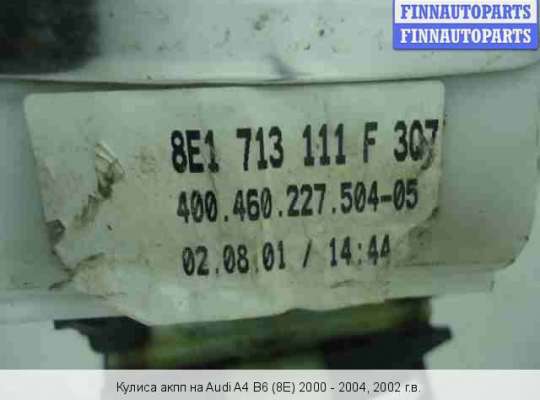 FINNAUTOPARTS
FINNAUTOPARTS
8E1 713 111 F 3Q7
400.460.227.504-05
02.08.01 / 14:44
Кулиса акпп на Audi A4 B6 (8E) 2000 - 2004, 2002 г.в.